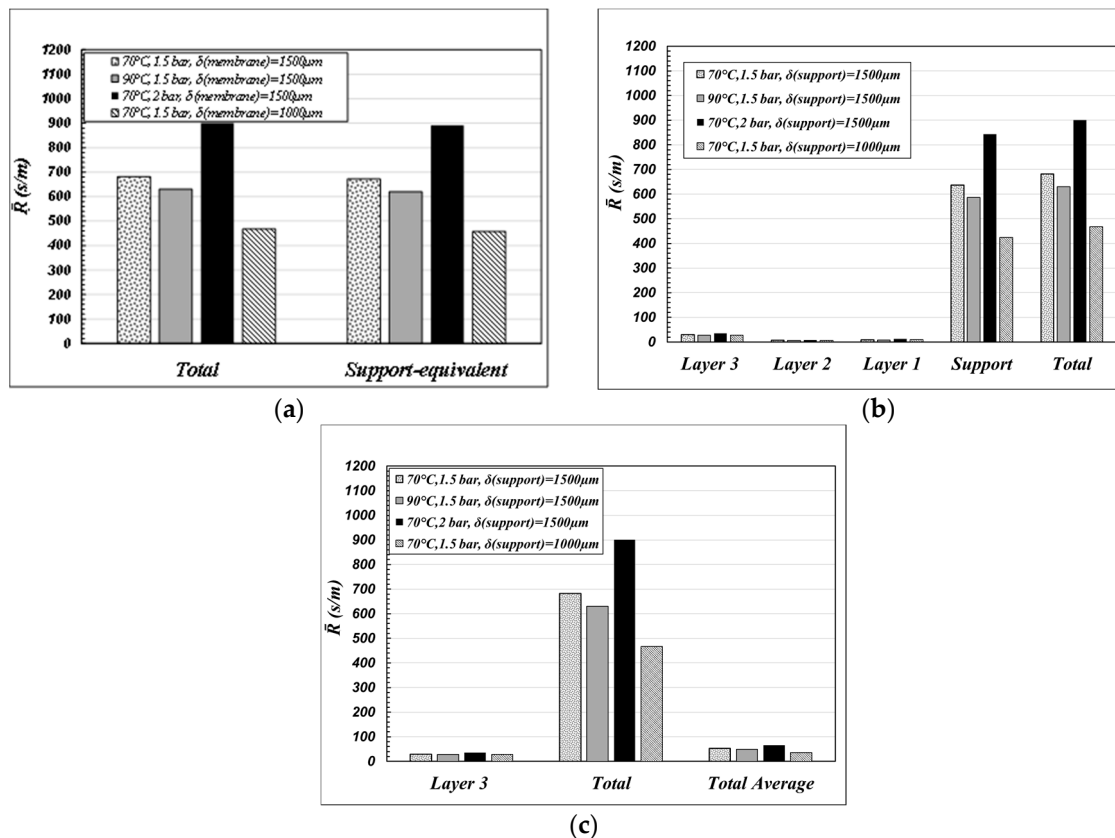 1200
1100
1000
900
800
700
600
500
400
300
200
100
0
R̄ (s/m)
70°C,1.5 bar, δ(membrane)=1500μm
90°C,1.5 bar, δ(membrane)=1500μm
70°C,2 bar, δ(membrane)=1500μm
70°C,1.5 bar, δ(membrane)=1000μm
Total Support-equivalent
(a)
1200
1100
1000
900
800
700
600
500
400
300
200
100
0
R̄ (s/m)
70°C,1.5 bar, δ(support)=1500μm
90°C,1.5 bar, δ(support)=1500μm
70°C,2 bar, δ(support)=1500μm
70°C,1.5 bar, δ(support)=1000μm
Layer 3 Layer 2 Layer 1 Support Total
(b)
1200
1100
1000
900
800
700
600
500
400
300
200
100
0
R̄ (s/m)
70°C,1.5 bar, δ(support)=1500μm
90°C,1.5 bar, δ(support)=1500μm
70°C,2 bar, δ(support)=1500μm
70°C,1.5 bar, δ(support)=1000μm
Layer 3 Total Total Average
(c)